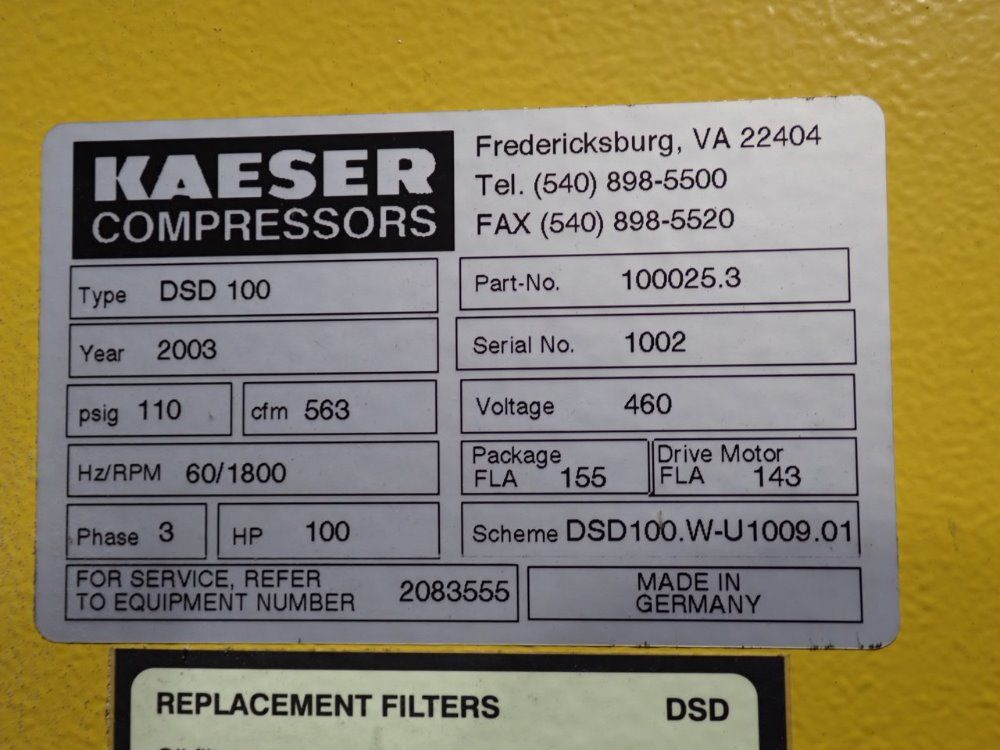 KAESER
COMPRESSORS
Fredericksburg, VA 22404
Tel. (540) 898-5500
FAX (540) 898-5520
Type DSD 100
Part-No. 100025.3
Year 2003
Serial No. 1002
psig 110 cfm 563
Voltage 460
Hz/RPM 60/1800
Package
FLA 155
Drive Motor
FLA 143
Phase 3 HP 100
Scheme DSD100.W-U1009.01
FOR SERVICE, REFER
TO EQUIPMENT NUMBER 2083555
MADE IN
GERMANY
REPLACEMENT FILTERS DSD